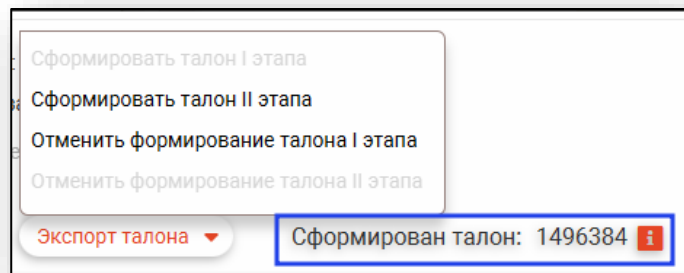 Сформировать талон I этапа
Сформировать талон II этапа
Отменить формирование талона I этапа
Отменить формирование талона II этапа
Экспорт талона
Сформирован талон: 1496384